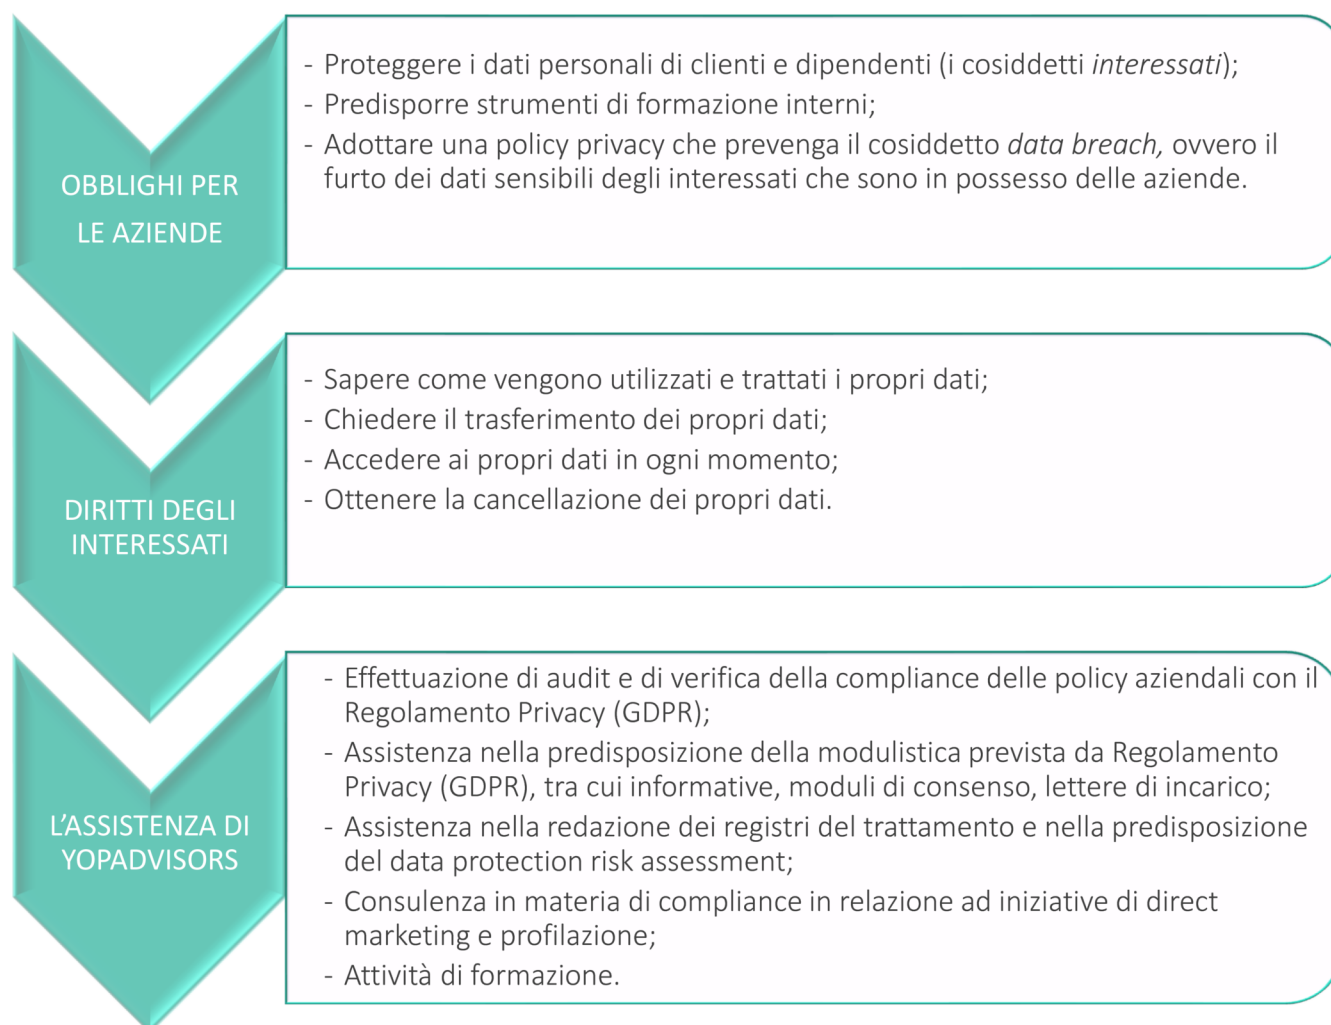 OBBLIGHI PER
LE AZIENDE
- Proteggere i dati personali di clienti e dipendenti (i cosiddetti interessati);
- Predisporre strumenti di formazione interni;
- Adottare una policy privacy che prevenga il cosiddetto data breach, ovvero il
furto dei dati sensibili degli interessati che sono in possesso delle aziende.
DIRITTI DEGLI
INTERESSATI
- Sapere come vengono utilizzati e trattati i propri dati;
- Chiedere il trasferimento dei propri dati;
- Accedere ai propri dati in ogni momento;
- Ottenere la cancellazione dei propri dati.
L’ASSISTENZA DI
YOPADVISORS
- Effettuazione di audit e di verifica della compliance delle policy aziendali con il
Regolamento Privacy (GDPR);
- Assistenza nella predisposizione della modulistica prevista da Regolamento
Privacy (GDPR), tra cui informative, moduli di consenso, lettere di incarico;
- Assistenza nella redazione dei registri del trattamento e nella predisposizione
del data protection risk assessment;
- Consulenza in materia di compliance in relazione ad iniziative di direct
marketing e profilazione;
- Attività di formazione.